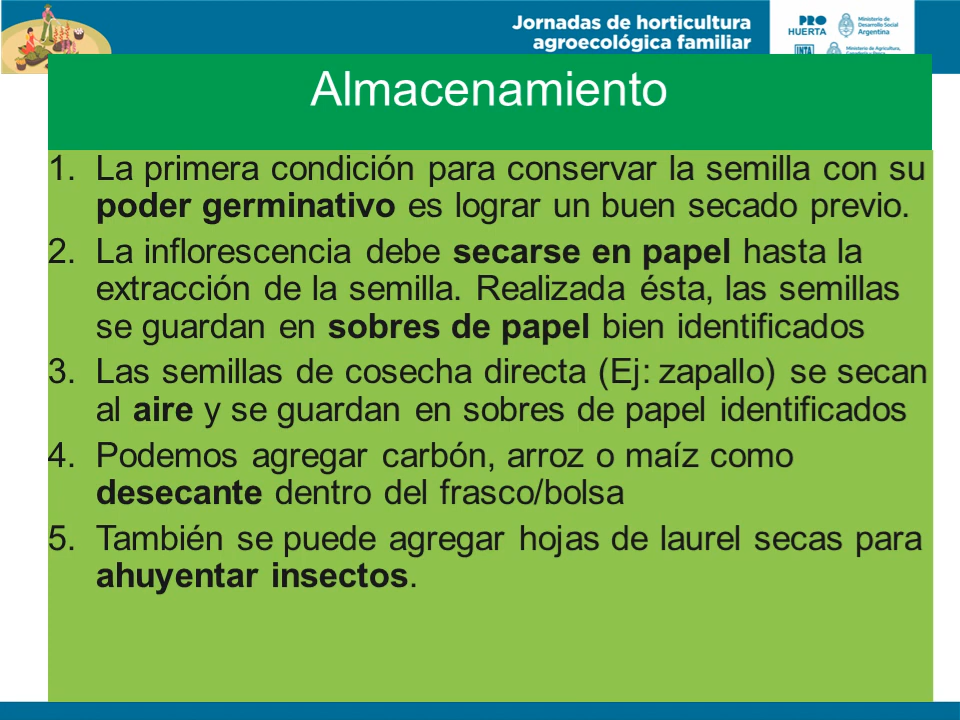 Jornadas de horticultura
agroecológica familiar
PRO
HUERTA
Ministerio de
Desarrollo Social
Argentina
INTA
Ministerio de Agricultura,
Almacenamiento
1. La primera condición para conservar la semilla con su
poder germinativo es lograr un buen secado previo.
2. La inflorescencia debe secarse en papel hasta la
extracción de la semilla. Realizada ésta, las semillas
se guardan en sobres de papel bien identificados
3. Las semillas de cosecha directa (Ej: zapallo) se secan
al aire y se guardan en sobres de papel identificados
4. Podemos agregar carbón, arroz o maíz como
desecante dentro del frasco/bolsa
5. También se puede agregar hojas de laurel secas para
ahuyentar insectos.